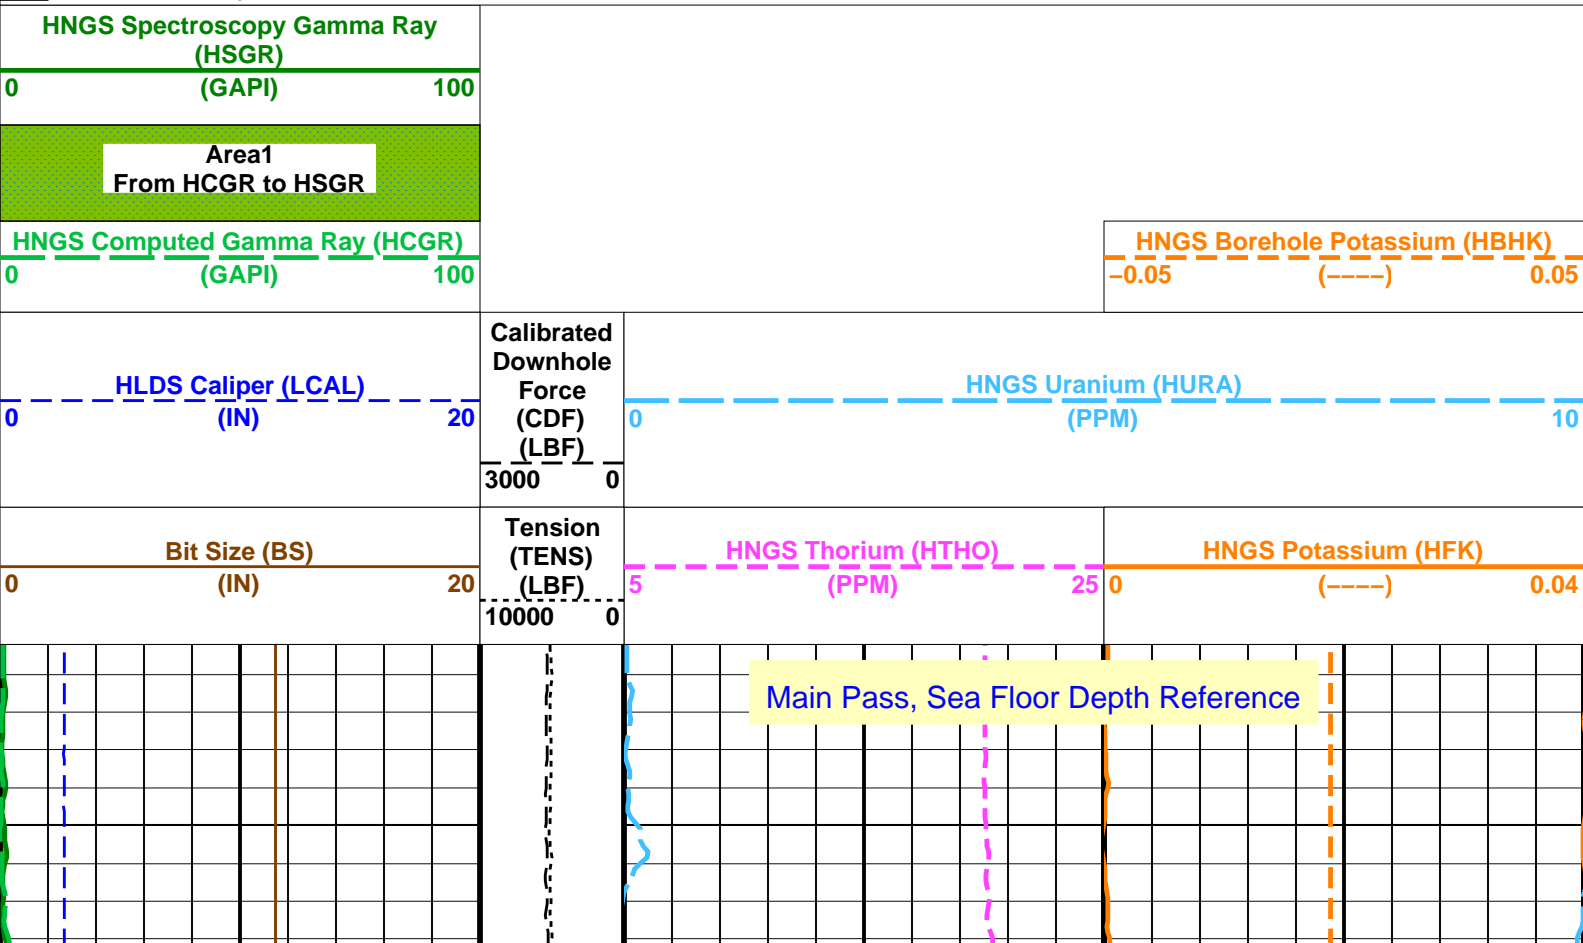 HNGS Spectroscopy Gamma Ray
(HSGR)
0 (GAPI) 100
Area1
From HCGR to HSGR
HNGS Computed Gamma Ray (HCGR)
0 (GAPI) 100
HNGS Borehole Potassium (HBHK)
−0.05 (−−−−) 0.05
HLDS Caliper (LCAL)
0 (IN) 20
Calibrated
Downhole
Force
(CDF)
(LBF)
3000 0
HNGS Uranium (HURA)
0 (PPM) 10
Bit Size (BS)
0 (IN) 20
Tension
(TENS)
(LBF)
10000 0
HNGS Thorium (HTHO)
5 (PPM) 25
HNGS Potassium (HFK)
0 (−−−−) 0.04
Main Pass, Sea Floor Depth Reference